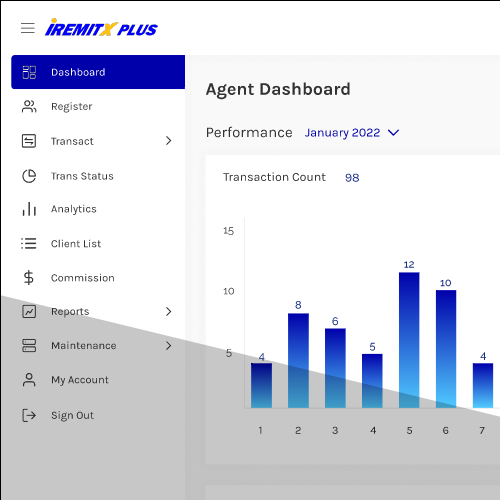 iREMITX PLUS
Dashboard
Register
Transact
Trans Status
Analytics
Client List
Commission
Reports
Maintenance
My Account
Sign Out
Agent Dashboard
Performance January 2022
Transaction Count 98
15
10
5
4
8
6
5
12
10
4
1 2 3 4 5 6 7